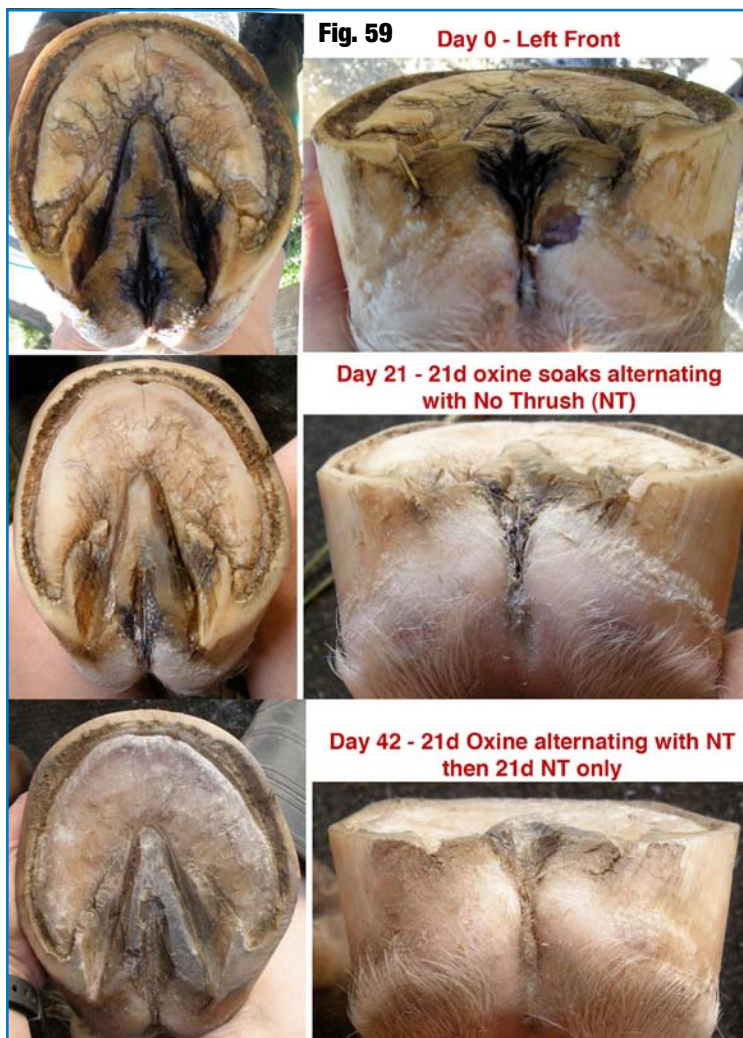 Fig. 59
Day 0 - Left Front
Day 21 - 21d oxine soaks alternating
with No Thrush (NT)
Day 42 - 21d Oxine alternating with NT
then 21d NT only